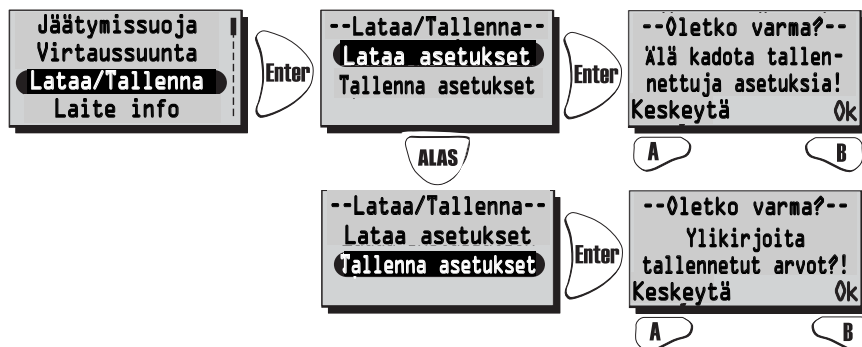 Jäätymissuoja
Virtaussuunta
Lataa/Tallenna
Laite info
Enter
--Lataa/Tallenna--
Lataa asetukset
Tallenna asetukset
Enter
--Oletko varma?--
Älä kadota tallen-
nettuja asetuksia!
Keskeytä Ok
A B
ALAS
--Lataa/Tallenna--
Lataa asetukset
Tallenna asetukset
Enter
--Oletko varma?--
Ylikirjoita
tallennetut arvot?!
Keskeytä Ok
A B